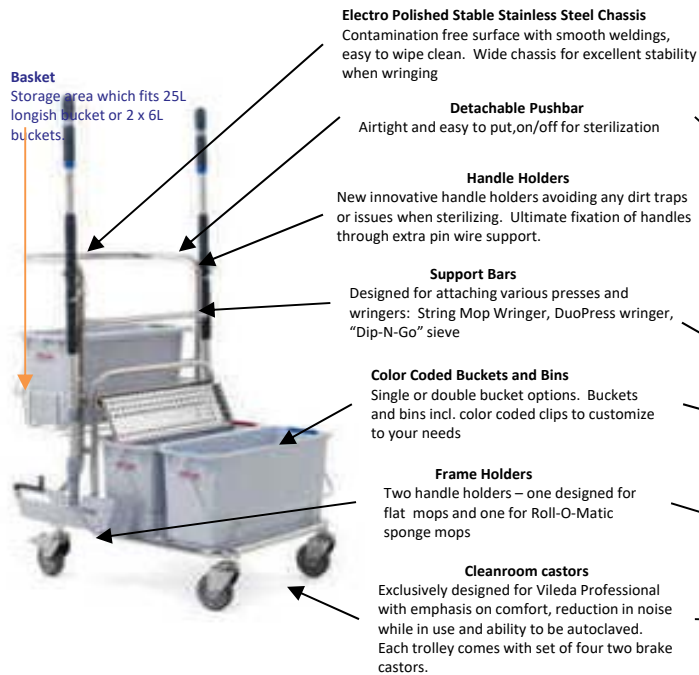 Electro Polished Stable Stainless Steel Chassis
Contamination free surface with smooth weldings,
easy to wipe clean.  Wide chassis for excellent stability
when wringing
Basket
Storage area which fits 25L
longish bucket or 2 x 6L
buckets.
Detachable Pushbar
Airtight and easy to put,on/off for sterilization
Handle Holders
New innovative handle holders avoiding any dirt traps
or issues when sterilizing.  Ultimate fixation of handles
through extra pin wire support.
Support Bars
Designed for attaching various presses and
wringers:  String Mop Wringer, DuoPress wringer,
“Dip-N-Go” sieve
Color Coded Buckets and Bins
Single or double bucket options.  Buckets
and bins incl. color coded clips to customize
to your needs
Frame Holders
Two handle holders – one designed for
flat  mops and one for Roll-O-Matic
sponge mops
Cleanroom castors
Exclusively designed for Vileda Professional
with emphasis on comfort, reduction in noise
while in use and ability to be autoclaved.
Each trolley comes with set of four two brake
castors.